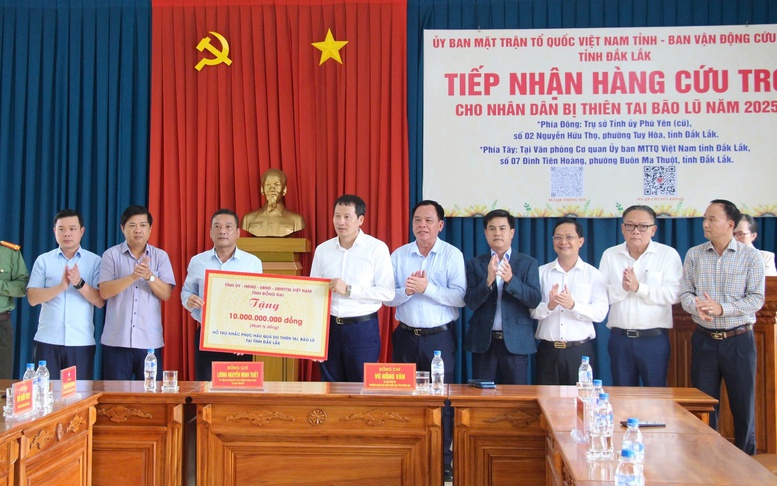 ỦY BAN MẶT TRẬN TỔ QUỐC VIỆT NAM TỈNH - BAN VẬN ĐỘNG CỨU
TỈNH ĐẮK LẮK
TIẾP NHẬN HÀNG CỨU TRỢ
CHO NHÂN DÂN BỊ THIÊN TAI BÃO LŨ NĂM 2025
*Phía Đông: Trụ sở Tỉnh ủy Phú Yên (cũ),
số 02 Nguyễn Hữu Thọ, phường Tuy Hòa, tỉnh Đắk Lắk.
*Phía Tây: Tại Văn phòng Cơ quan Ủy ban MTTQ Việt Nam tỉnh Đắk Lắk,
số 07 Đinh Tiên Hoàng, phường Buôn Ma Thuột, tỉnh Đắk Lắk.
TỈNH ỦY - HĐND - UBND - UBMTTQ VIỆT NAM
TỈNH ĐỒNG NAI
Tặng
10.000.000.000 đồng
(Mười tỷ đồng)
HỖ TRỢ KHẮC PHỤC HẬU QUẢ DO THIÊN TAI, BÃO LŨ
TẠI TỈNH ĐẮK LẮK
ĐỒNG CHÍ
LƯƠNG NGUYỄN MINH TRIẾT
ĐỒNG CHÍ
VŨ HỒNG VĂN